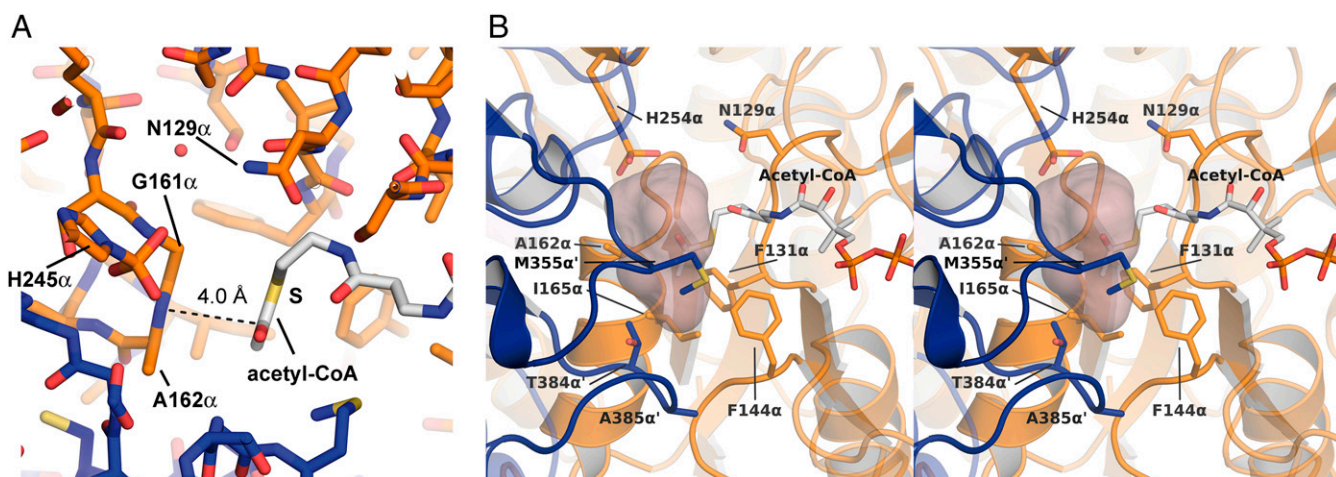 A
N129α
G161α
H245α
4.0 Å
S
acetyl-CoA
A162α
B
H254α
N129α
Acetyl-CoA
A162α
F131α
M355α'
I165α
T384α'
A385α'
F144α
H254α
N129α
Acetyl-CoA
A162α
F131α
M355α'
I165α
T384α'
A385α'
F144α